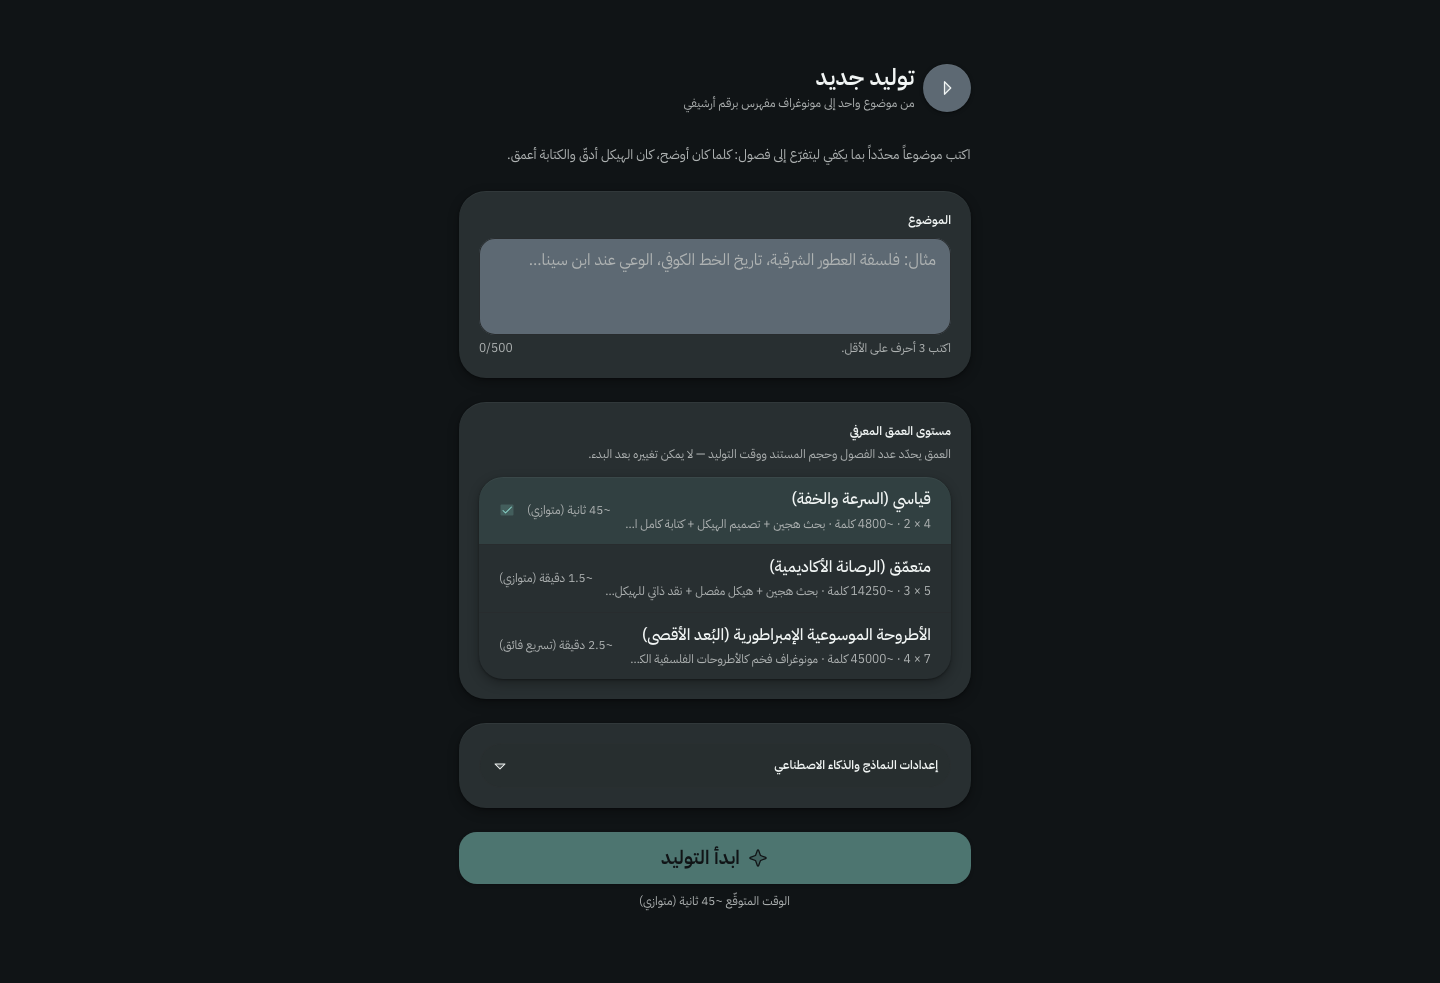 توليد جديد
من موضوع واحد إلى مونوغراف مفهرس برقم أرشيفي
اكتب موضوعاً محدّداً بما يكفي ليتفرّع إلى فصول: كلما كان أوضح، كان الهيكل أدقّ والكتابة أعمق.
الموضوع
مثال: فلسفة العطور الشرقية، تاريخ الخط الكوفي، الوعي عند ابن سينا...
اكتب 3 أحرف على الأقل.
0/500
مستوى العمق المعرفي
العمق يحدّد عدد الفصول وحجم المستند ووقت التوليد — لا يمكن تغييره بعد البدء.
قياسي (السرعة والخفة)
4 × 2 · ~4800 كلمة · بحث هجين + تصميم الهيكل + كتابة كامل ا...
~45 ثانية (متوازي)
متعمّق (الرصانة الأكاديمية)
5 × 3 · ~14250 كلمة · بحث هجين + هيكل مفصل + نقد ذاتي للهيكل...
~1.5 دقيقة (متوازي)
الأطروحة الموسوعية الإمبراطورية (البُعد الأقصى)
7 × 4 · ~45000 كلمة · مونوغراف فخم كالأطروحات الفلسفية الكـ...
~2.5 دقيقة (تسريع فائق)
إعدادات النماذج والذكاء الاصطناعي
ابدأ التوليد
الوقت المتوقّع ~45 ثانية (متوازي)